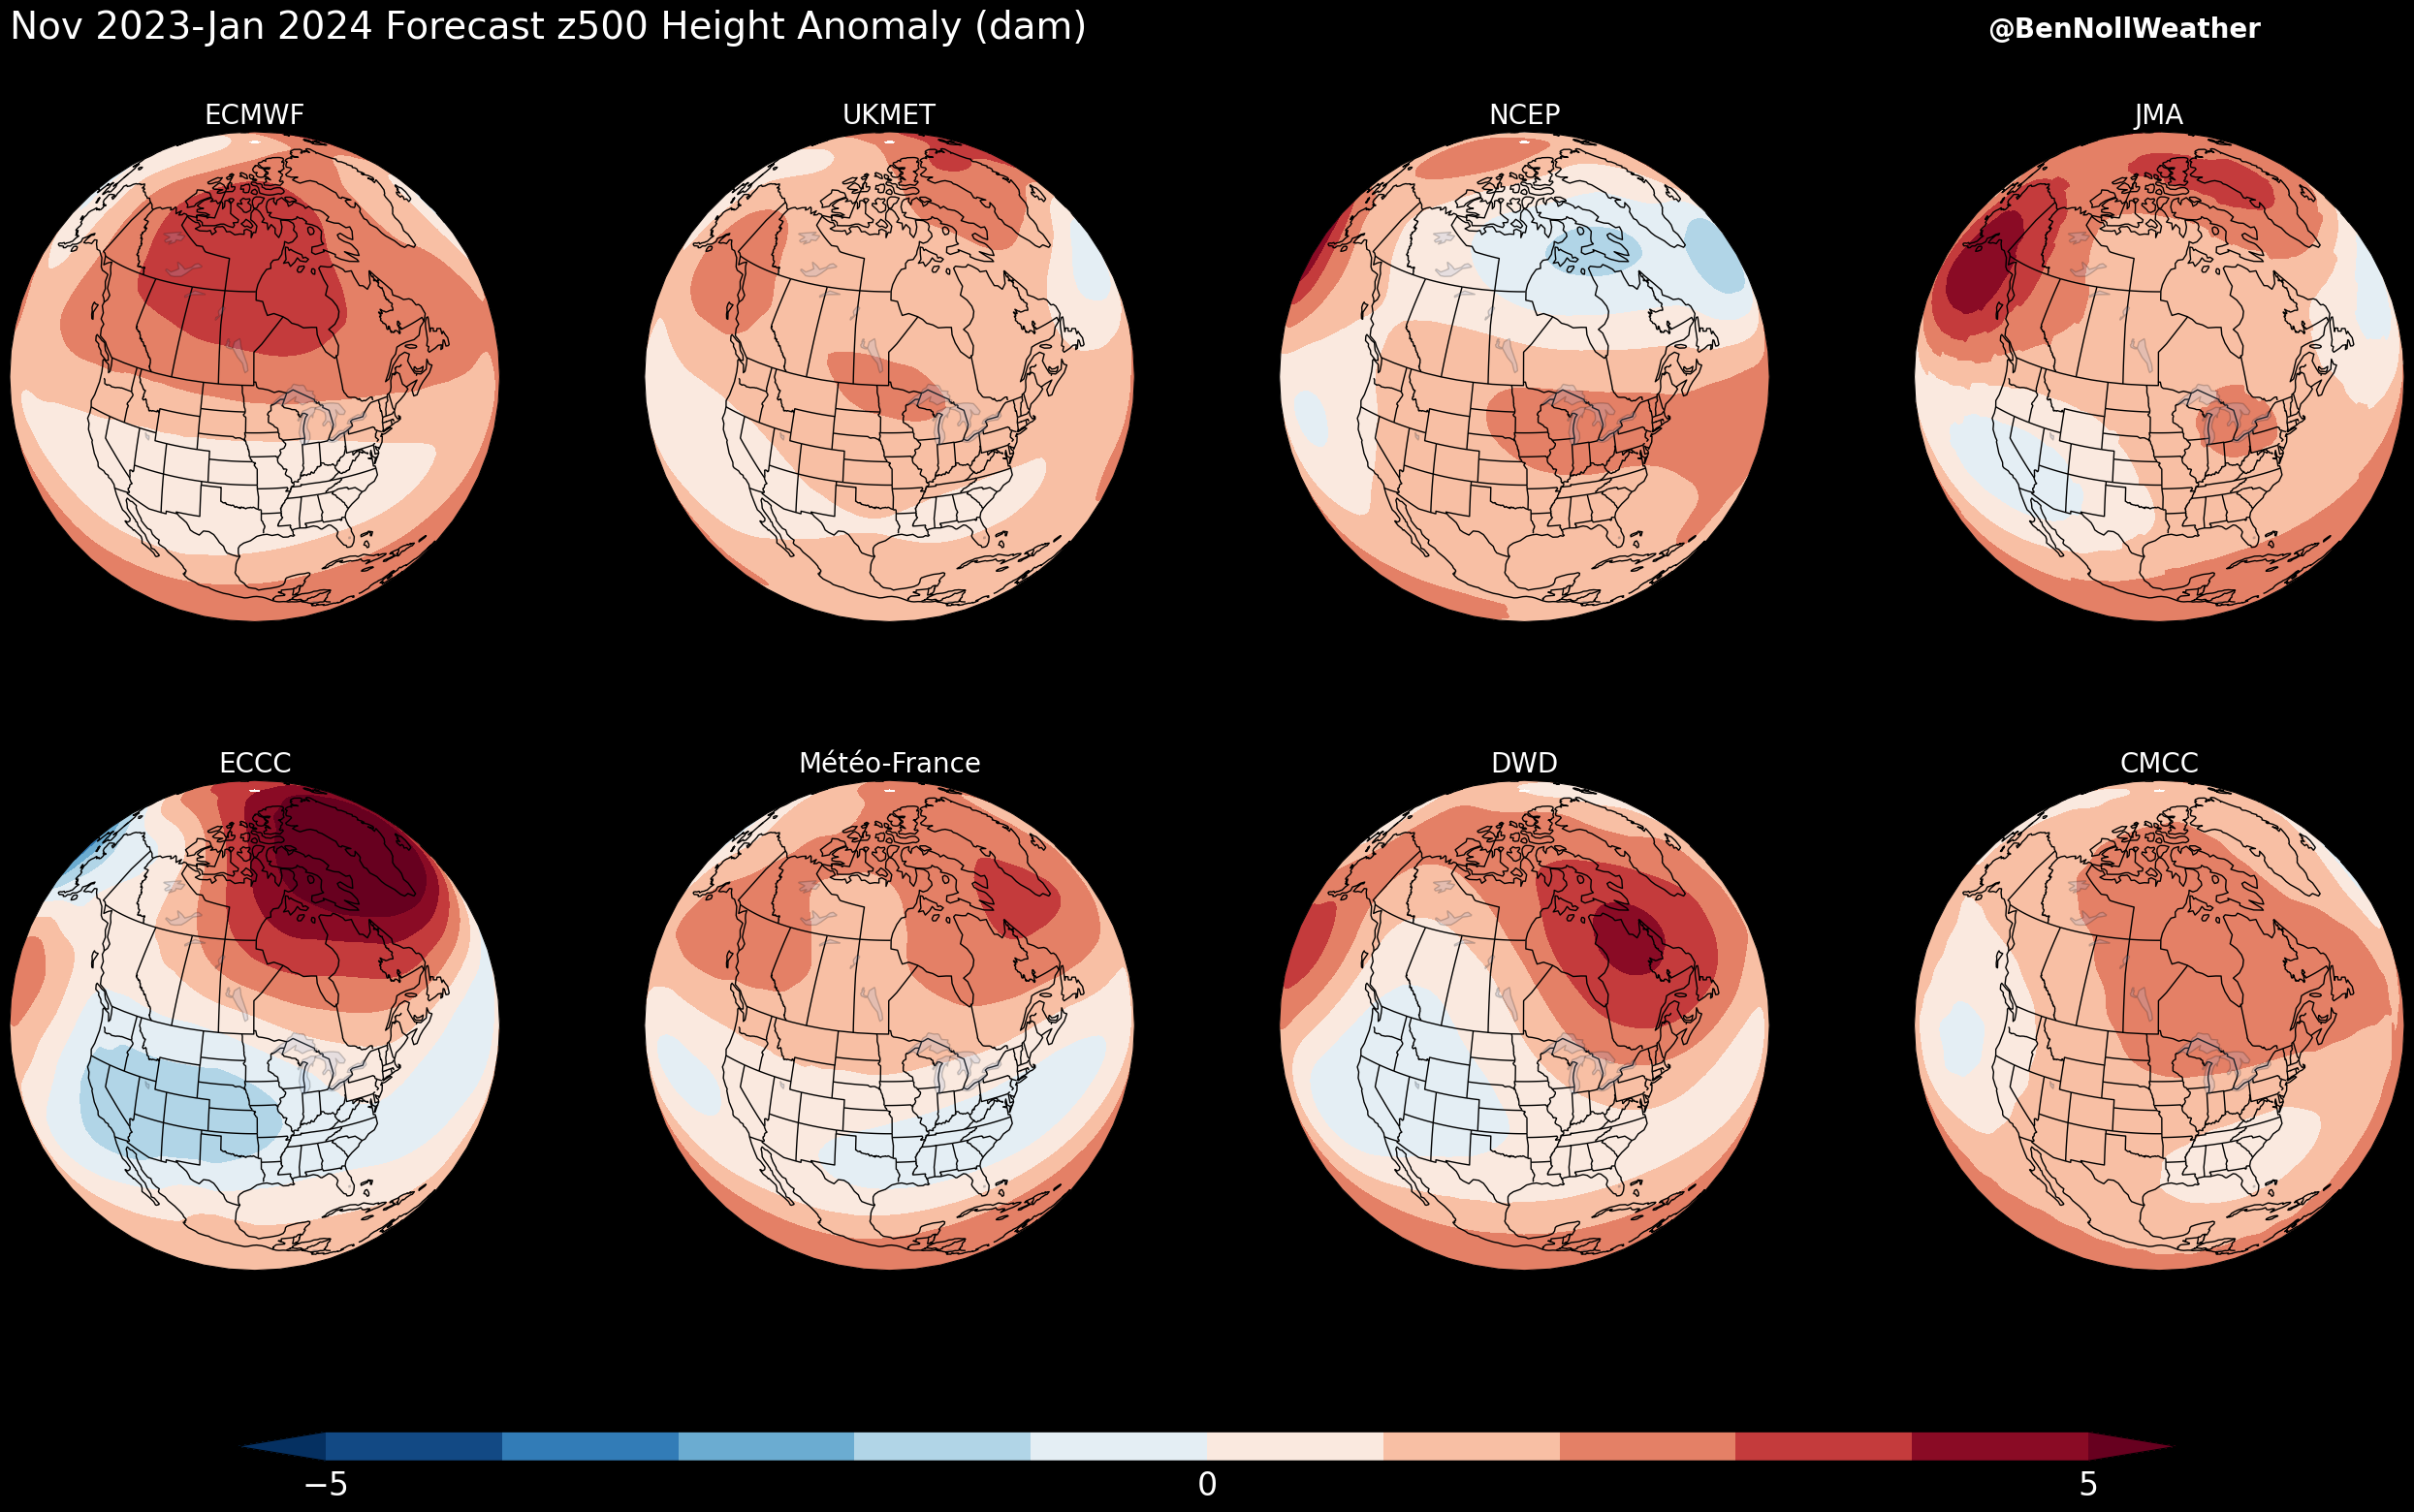 Nov 2023-Jan 2024 Forecast z500 Height Anomaly (dam)
@BenNollWeather
ECMWF
UKMET
NCEP
JMA
ECCC
Météo-France
DWD
CMCC
−5
0
5